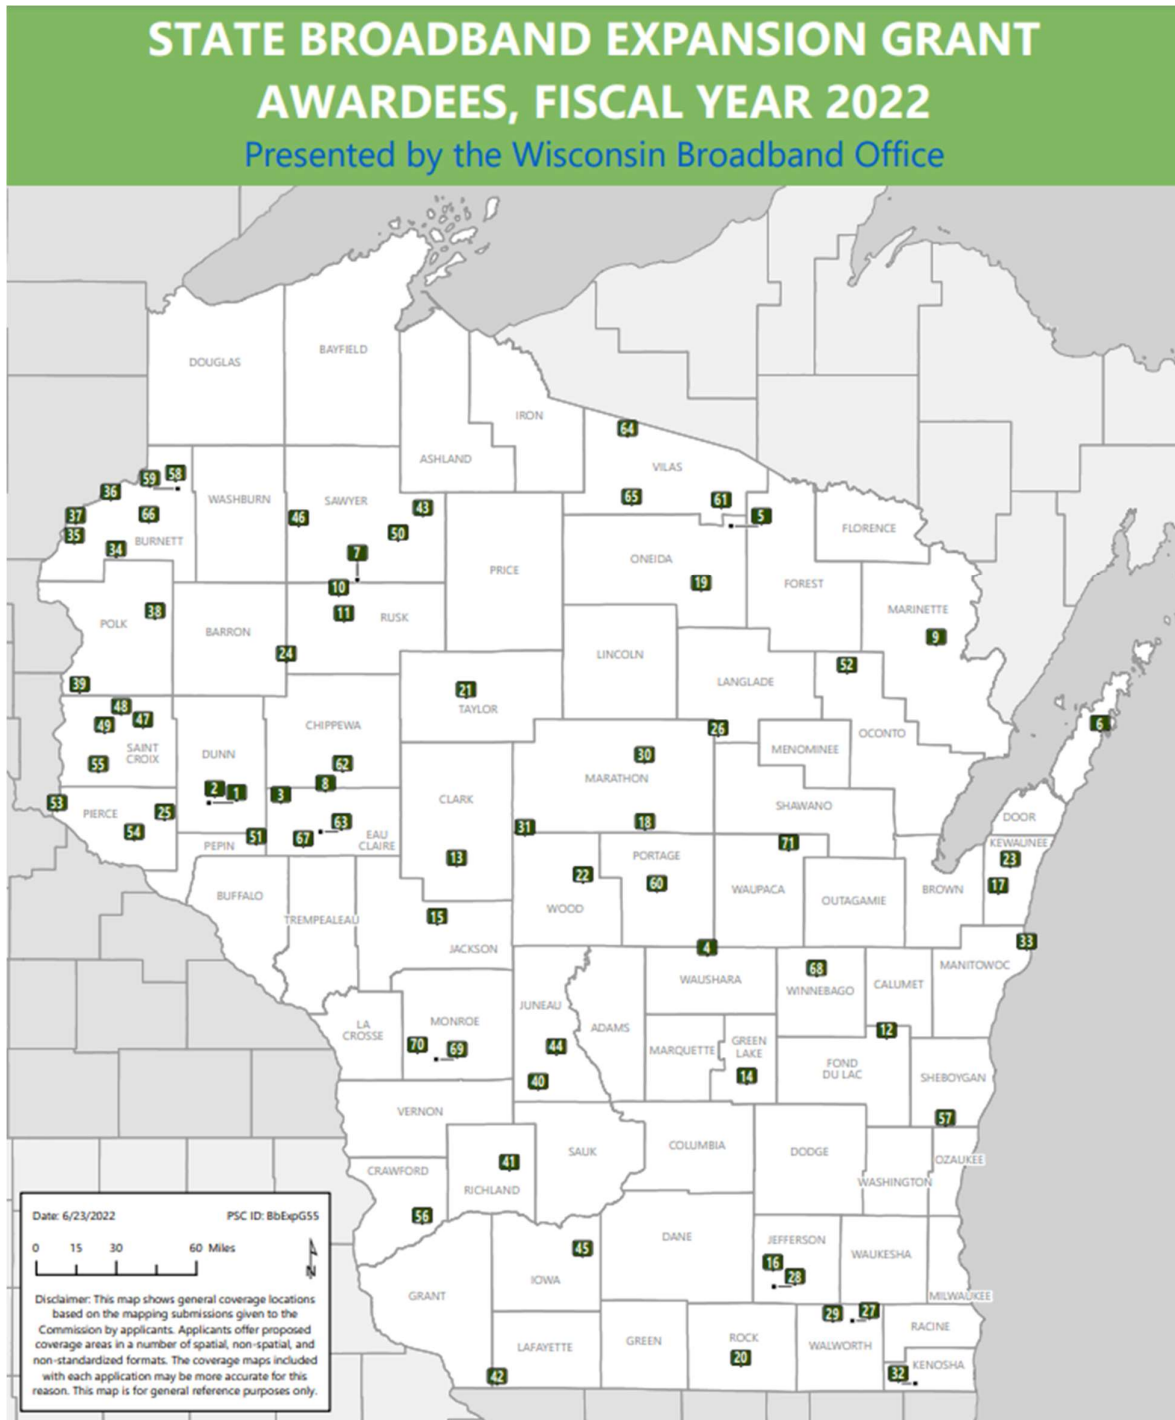 STATE BROADBAND EXPANSION GRANT
AWARDEES, FISCAL YEAR 2022
Presented by the Wisconsin Broadband Office
DOUGLAS
BAYFIELD
IRON
ASHLAND
64
VILAS
59
58
36
WASHBURN
SAWYER
43
65
61
37
66
46
5
35
BURNETT
50
FLORENCE
34
7
ONEIDA
PRICE
19
FOREST
10
38
11
RUSK
MARINETTE
POLK
BARRON
9
24
LINCOLN
52
39
21
LANGLADE
48
TAYLOR
49
47
CHIPPEWA
26
6
SAINT
CROIX
DUNN
30
MENOMINEE
OCONTO
55
62
MARATHON
2
1
3
8
CLARK
SHAWANO
53
PIERCE
25
63
18
DOOR
54
51
67
EAU
CLAIRE
31
71
KEWAUNEE
PEPIN
13
PORTAGE
23
22
60
17
BUFFALO
WAUPACA
OUTAGAMIE
BROWN
TREMPEALEAU
15
WOOD
JACKSON
4
33
68
MANITOWOC
WAUSHARA
WINNEBAGO
CALUMET
JUNEAU
LA
CROSSE
MONROE
ADAMS
12
70
69
44
MARQUETTE
GREEN
LAKE
FOND
DU LAC
40
14
SHEBOYGAN
VERNON
57
COLUMBIA
DODGE
SAUK
OZAUKEE
CRAWFORD
41
RICHLAND
WASHINGTON
56
DANE
JEFFERSON
45
WAUKESHA
16
IOWA
28
GRANT
MILWAUKEE
29
27
RACINE
LAFAYETTE
GREEN
ROCK
WALWORTH
20
KENOSHA
42
32
Date: 6/23/2022 PSC ID: BbExpG55
0 15 30 60 Miles
N
Disclaimer: This map shows general coverage locations
based on the mapping submissions given to the
Commission by applicants. Applicants offer proposed
coverage areas in a number of spatial, non-spatial, and
non-standardized formats. The coverage maps included
with each application may be more accurate for this
reason. This map is for general reference purposes only.